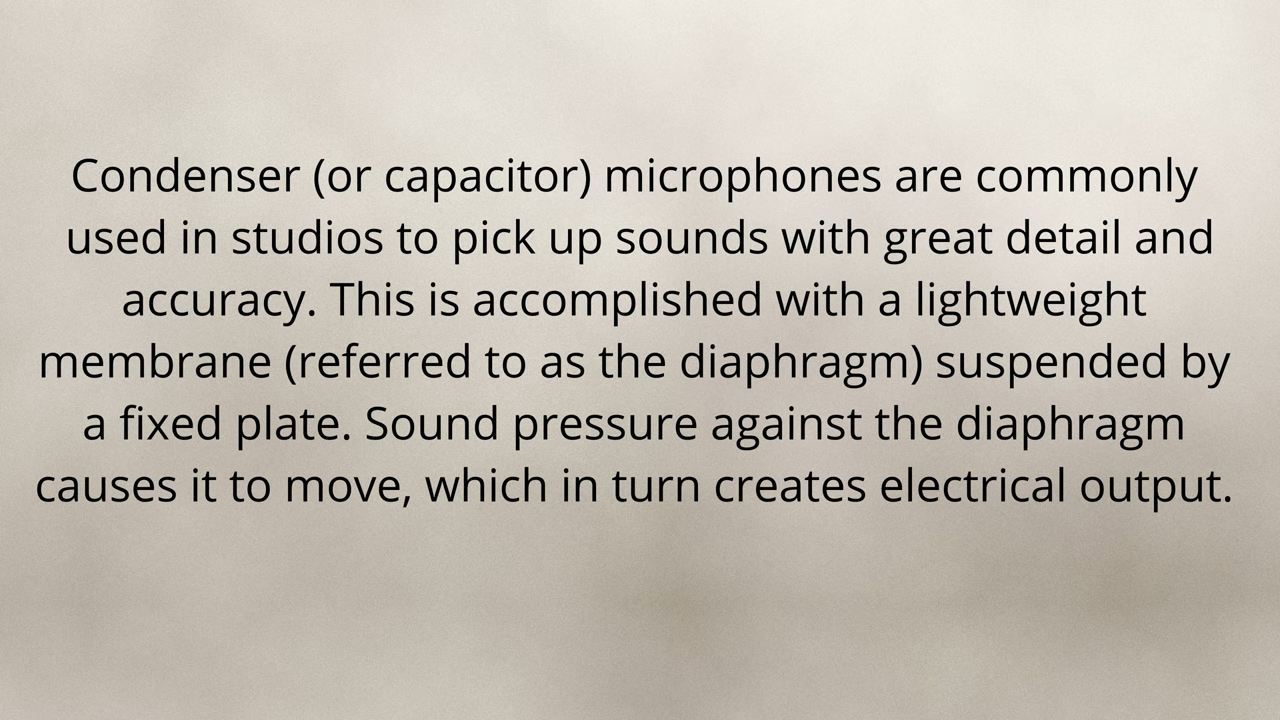 Condenser (or capacitor) microphones are commonly
used in studios to pick up sounds with great detail and
accuracy. This is accomplished with a lightweight
membrane (referred to as the diaphragm) suspended by
a fixed plate. Sound pressure against the diaphragm
causes it to move, which in turn creates electrical output.